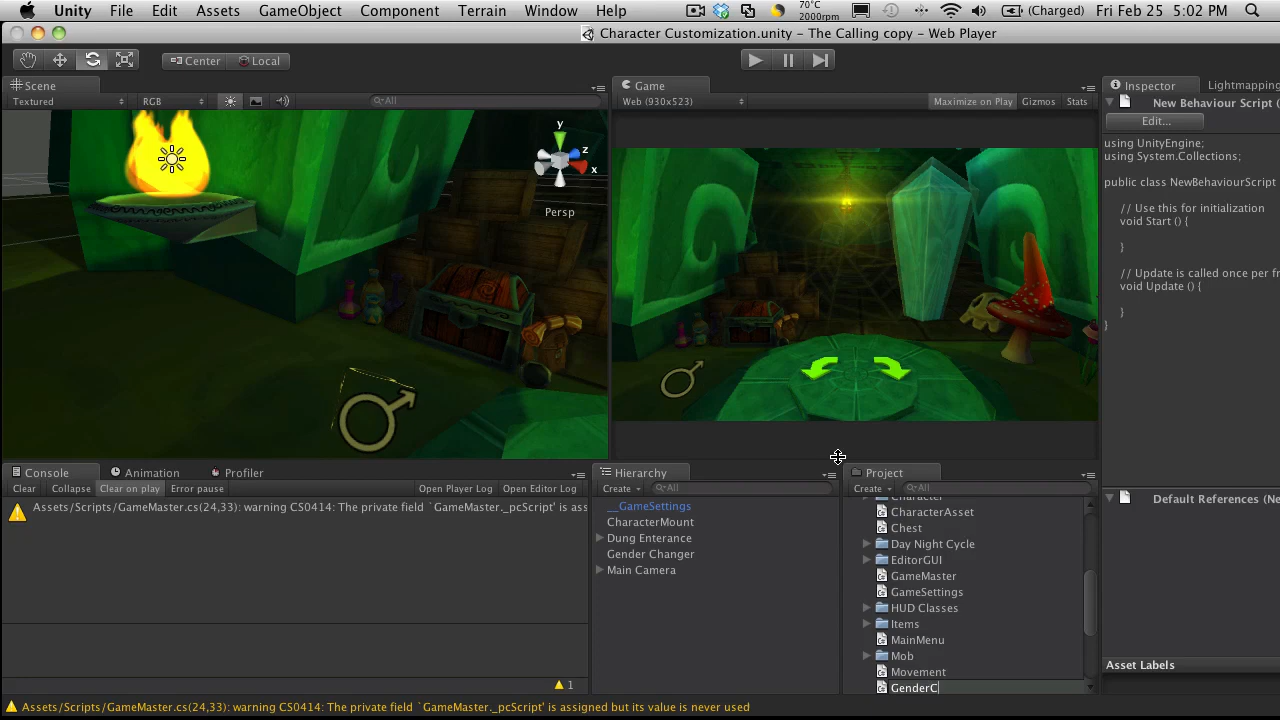 Unity File Edit Assets GameObject Component Terrain Window Help 70°C 2000rpm (Charged) Fri Feb 25 5:02 PM
Character Customization.unity - The Calling copy - Web Player
Center Local
Scene Game Inspector Lightmapping
Textured RGB All Web (930x523) Maximize on Play Gizmos Stats New Behaviour Script (
Edit...
y
z
x
Persp
using UnityEngine;
using System.Collections;
public class NewBehaviourScript
// Use this for initialization
void Start () {
}
// Update is called once per fr
void Update () {
}
}
Console Animation Profiler Hierarchy Project
Clear Collapse Clear on play Error pause Open Player Log Open Editor Log Create All Create All
Assets/Scripts/GameMaster.cs(24,33): warning CS0414: The private field `GameMaster._pcScript' is ass
__GameSettings
CharacterMount
Dung Enterance
Gender Changer
Main Camera
Character
CharacterAsset
Chest
Day Night Cycle
EditorGUI
GameMaster
GameSettings
HUD Classes
Items
MainMenu
Mob
Movement
GenderC
Default References (Ne
Asset Labels
1
Assets/Scripts/GameMaster.cs(24,33): warning CS0414: The private field `GameMaster._pcScript' is assigned but its value is never used